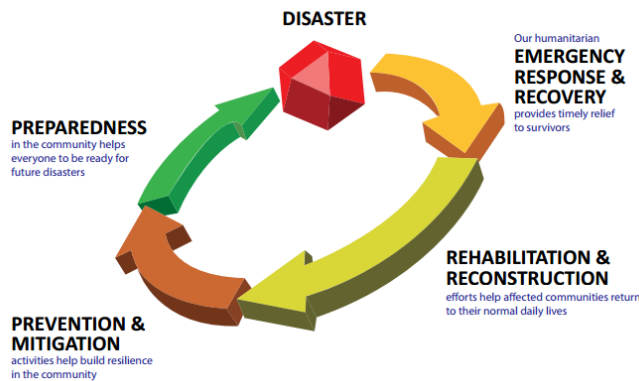 DISASTER
Our humanitarian
EMERGENCY
RESPONSE &
RECOVERY
provides timely relief
to survivors
PREPAREDNESS
in the community helps
everyone to be ready for
future disasters
REHABILITATION &
RECONSTRUCTION
efforts help affected communities return
to their normal daily lives
PREVENTION &
MITIGATION
activities help build resilience
in the community